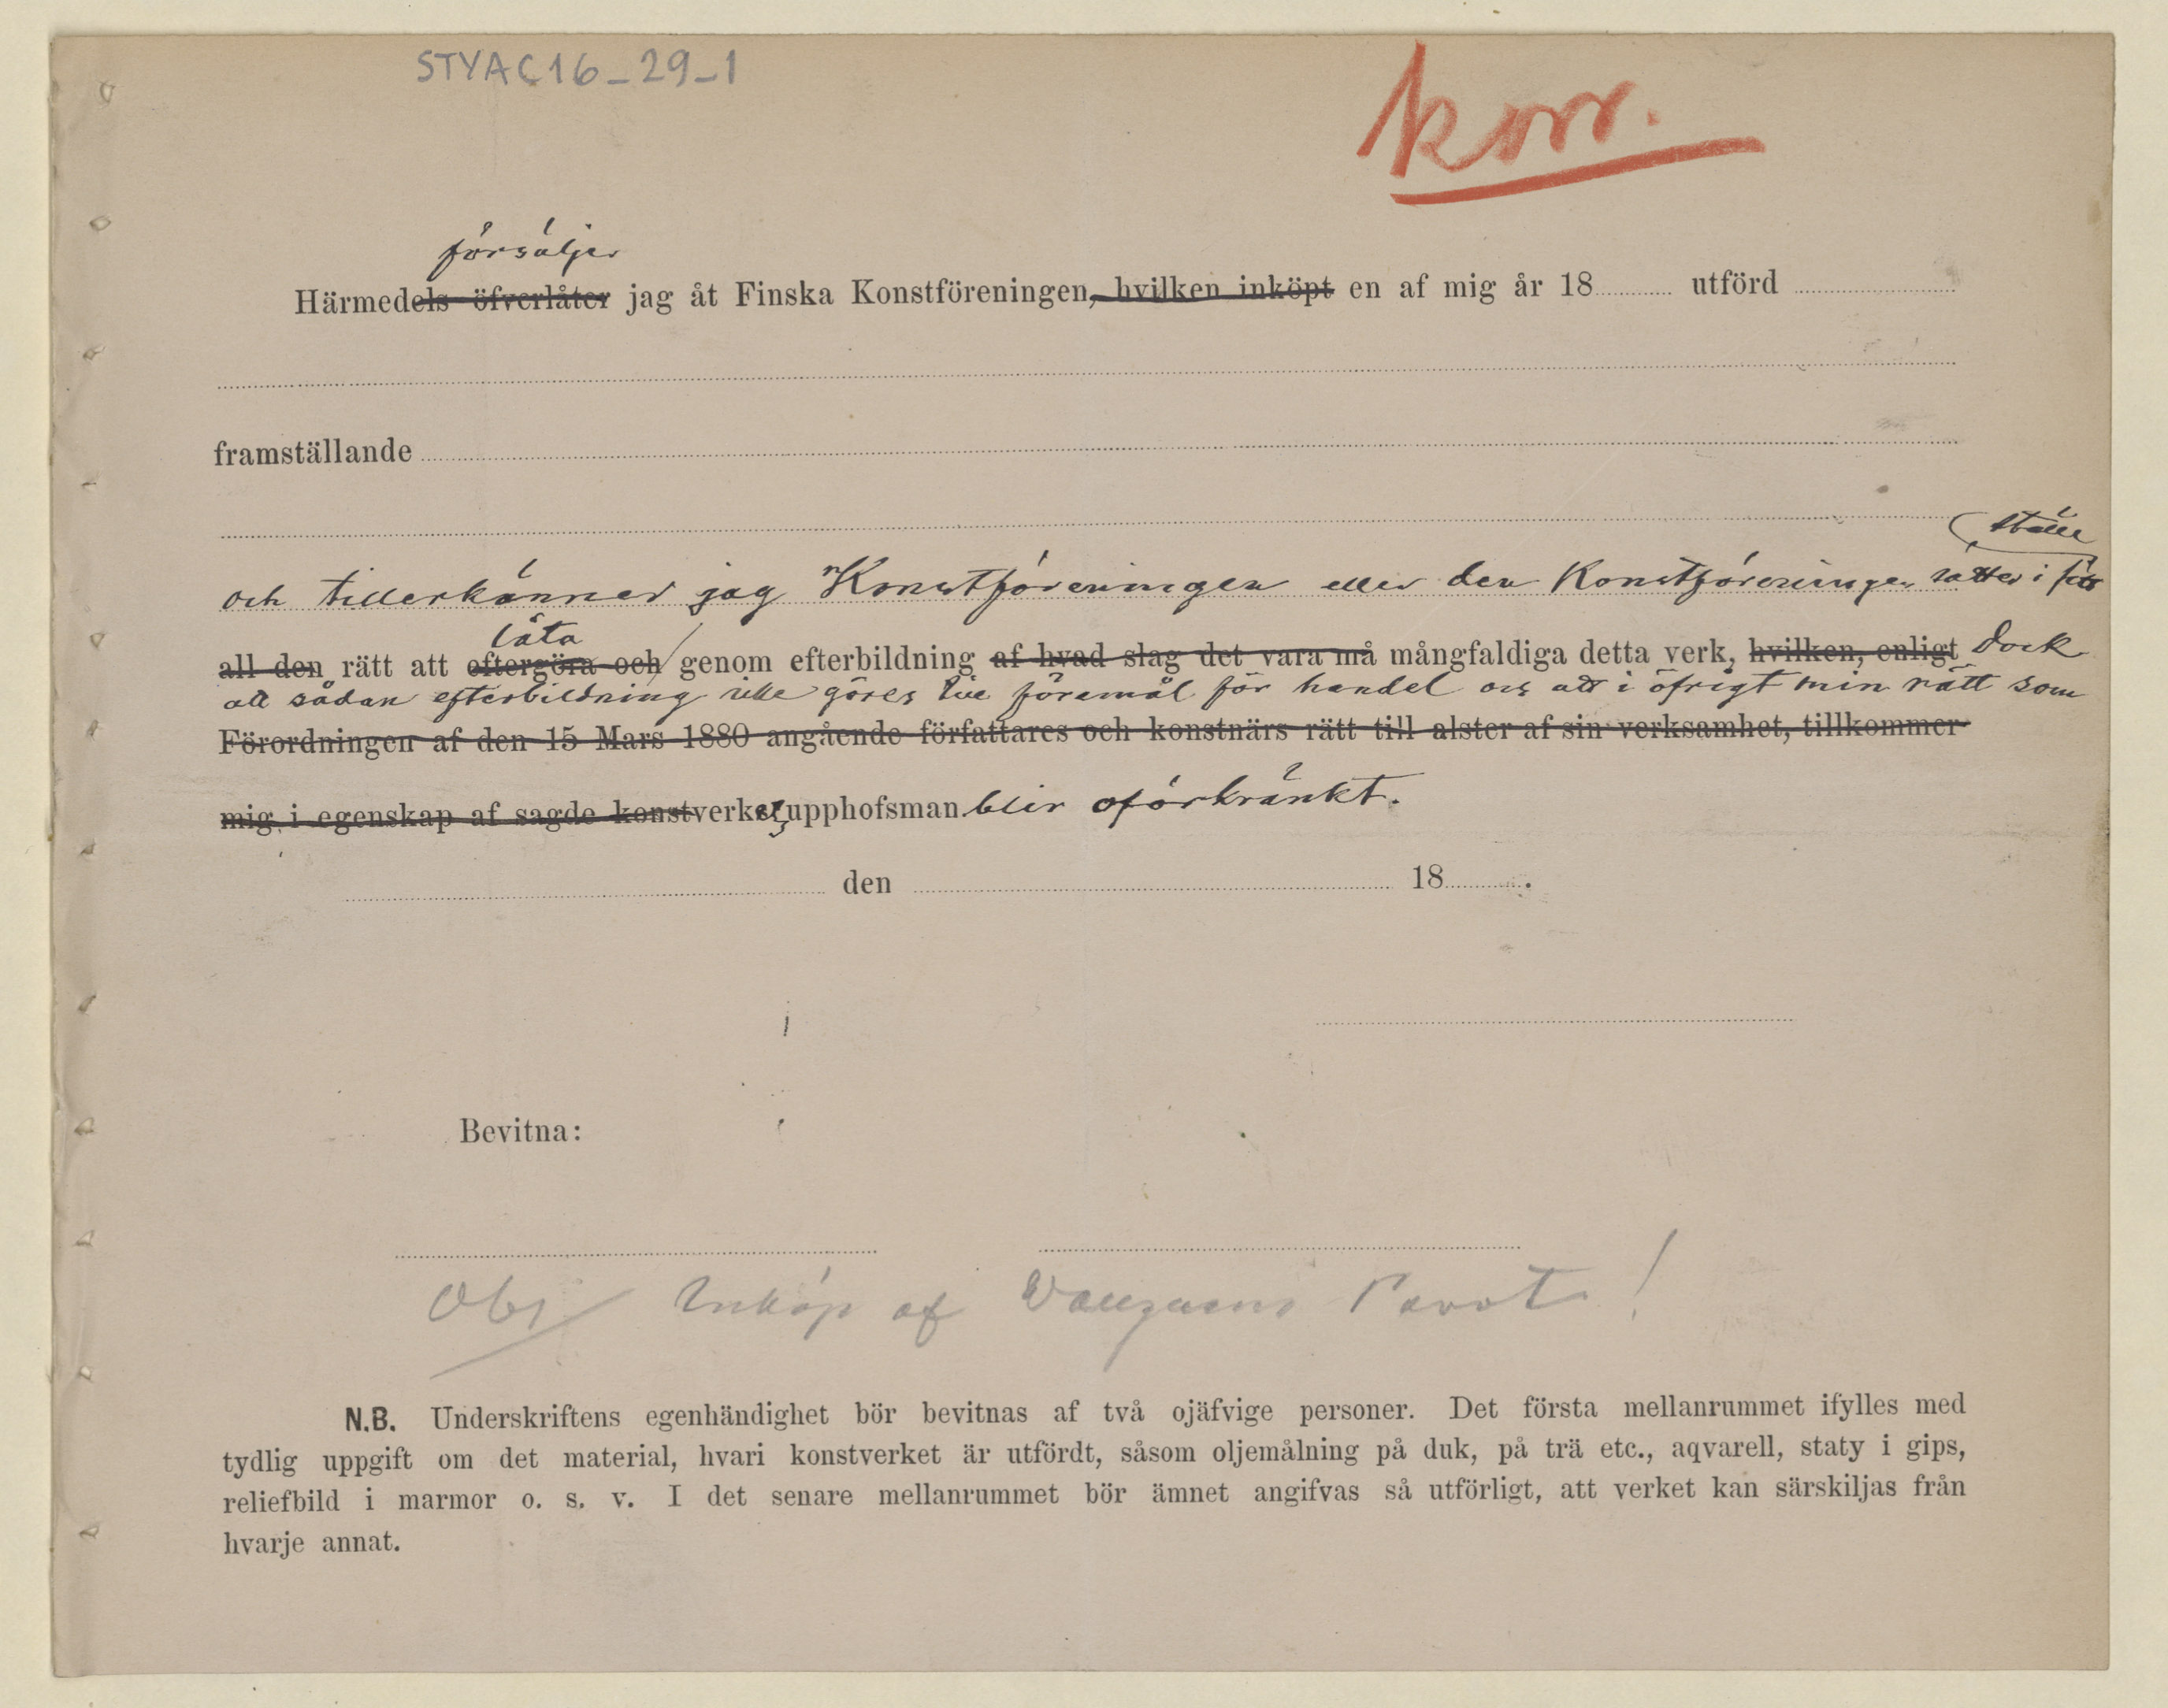 STYAC16_29_1
korr.
försäljer
Härmedels öfverlåter jag åt Finska Konstföreningen, hvilken inköpt en af mig år 18 utförd
framställande
ställe
och tillerkänner jag Konstföreningen eller den Konstföreningen sätter i sitt
låta
all den rätt att eftergöra och genom efterbildning af hvad slag det vara må mångfaldiga detta verk, hvilken, enligt dock
att sådan efterbildning icke göres till föremål för handel och att i öfrigt min rätt som
Förordningen af den 15 Mars 1880 angående författares och konstnärs rätt till alster af sin verksamhet, tillkommer
mig i egenskap af sagde konstverkets upphofsman blir oförkränkt.
den 18 .
Bevitna:
Obs Inköp af !
N.B. Underskriftens egenhändighet bör bevitnas af två ojäfvige personer. Det första mellanrummet ifylles med
tydlig uppgift om det material, hvari konstverket är utfördt, såsom oljemålning på duk, på trä etc., aqvarell, staty i gips,
reliefbild i marmor o. s. v. I det senare mellanrummet bör ämnet angifvas så utförligt, att verket kan särskiljas från
hvarje annat.